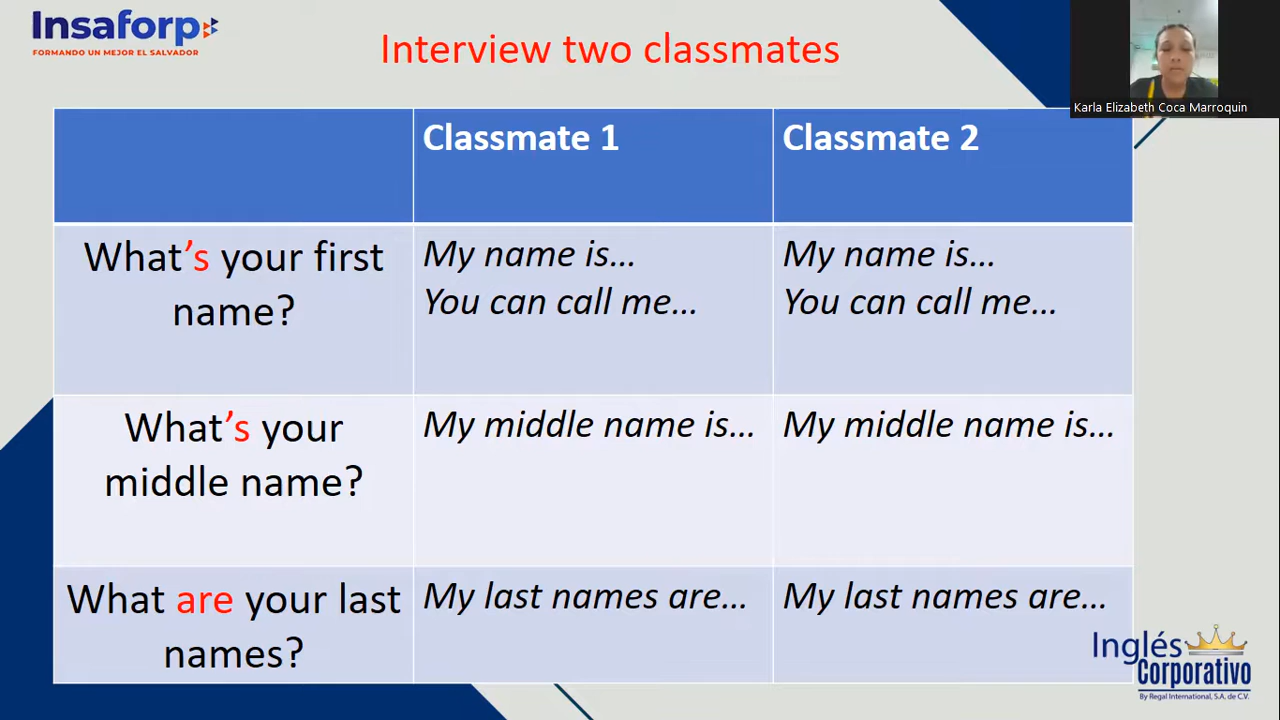 Insaforp
FORMANDO UN MEJOR EL SALVADOR
Interview two classmates
Karla Elizabeth Coca Marroquin
Classmate 1
Classmate 2
What's your first
name?
My name is...
You can call me...
My name is...
You can call me...
What's your
middle name?
My middle name is...
My middle name is...
What are your last
names?
My last names are...
My last names are...
Inglés
Corporativo
By Regal International, S.A, de C.V.